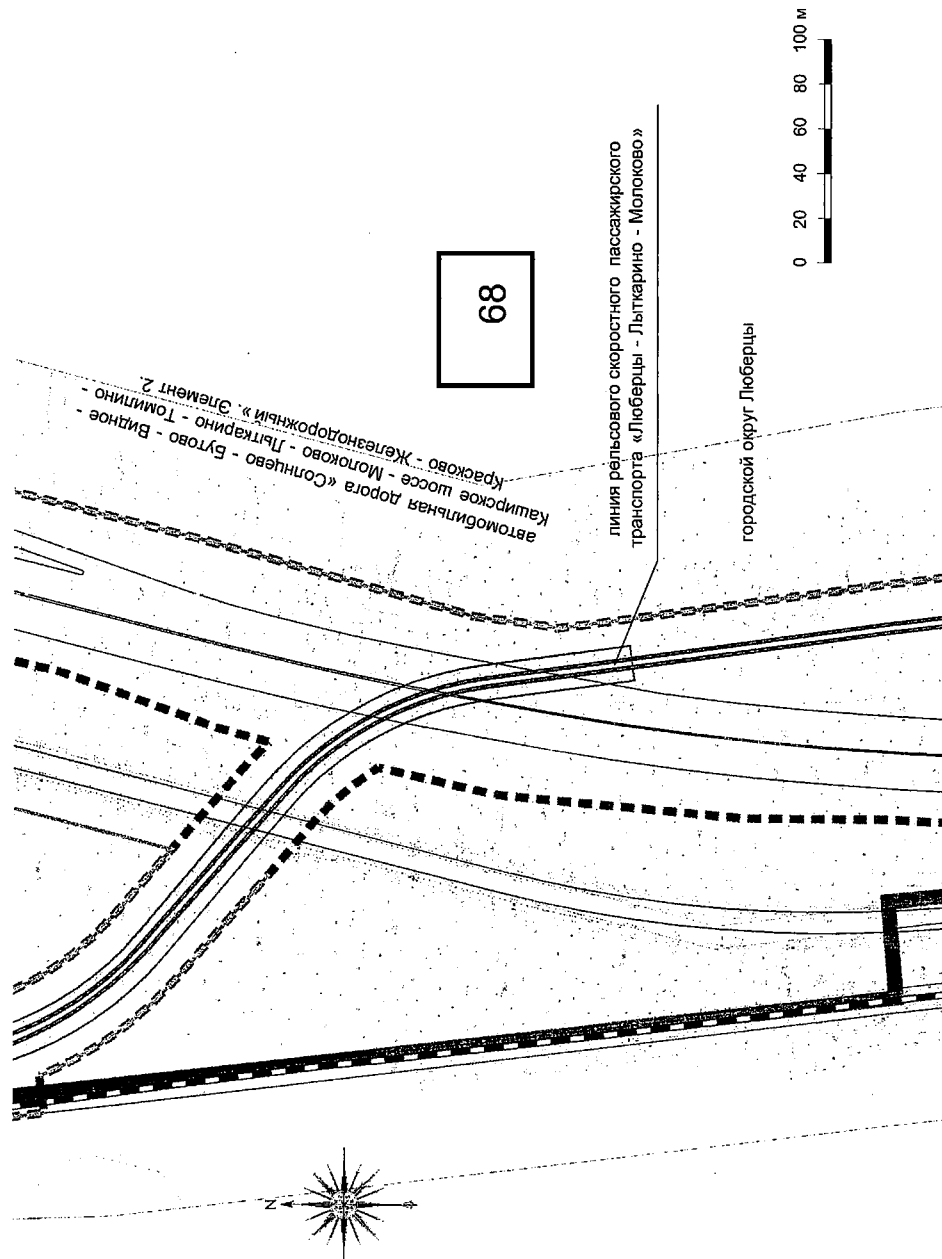 автомобильная дорога « Солнцево - Бутово - Видное -
Каширское шоссе - Молоково - Лыткарино - Томилино -
Красково - Железнодорожный ». Элемент 2.
68
линия рельсового скоростного пассажирского
транспорта «Люберцы - Лыткарино - Молоково»
городской округ Люберцы
0 20 40 60 80 100 м
N